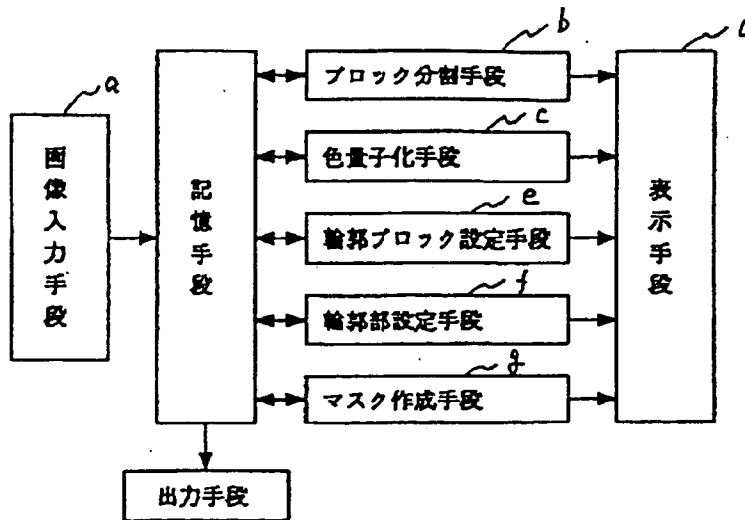 a
画像入力手段
記憶手段
b
ブロック分割手段
c
色量子化手段
e
輪郭ブロック設定手段
f
輪郭部設定手段
g
マスク作成手段
表示手段
出力手段